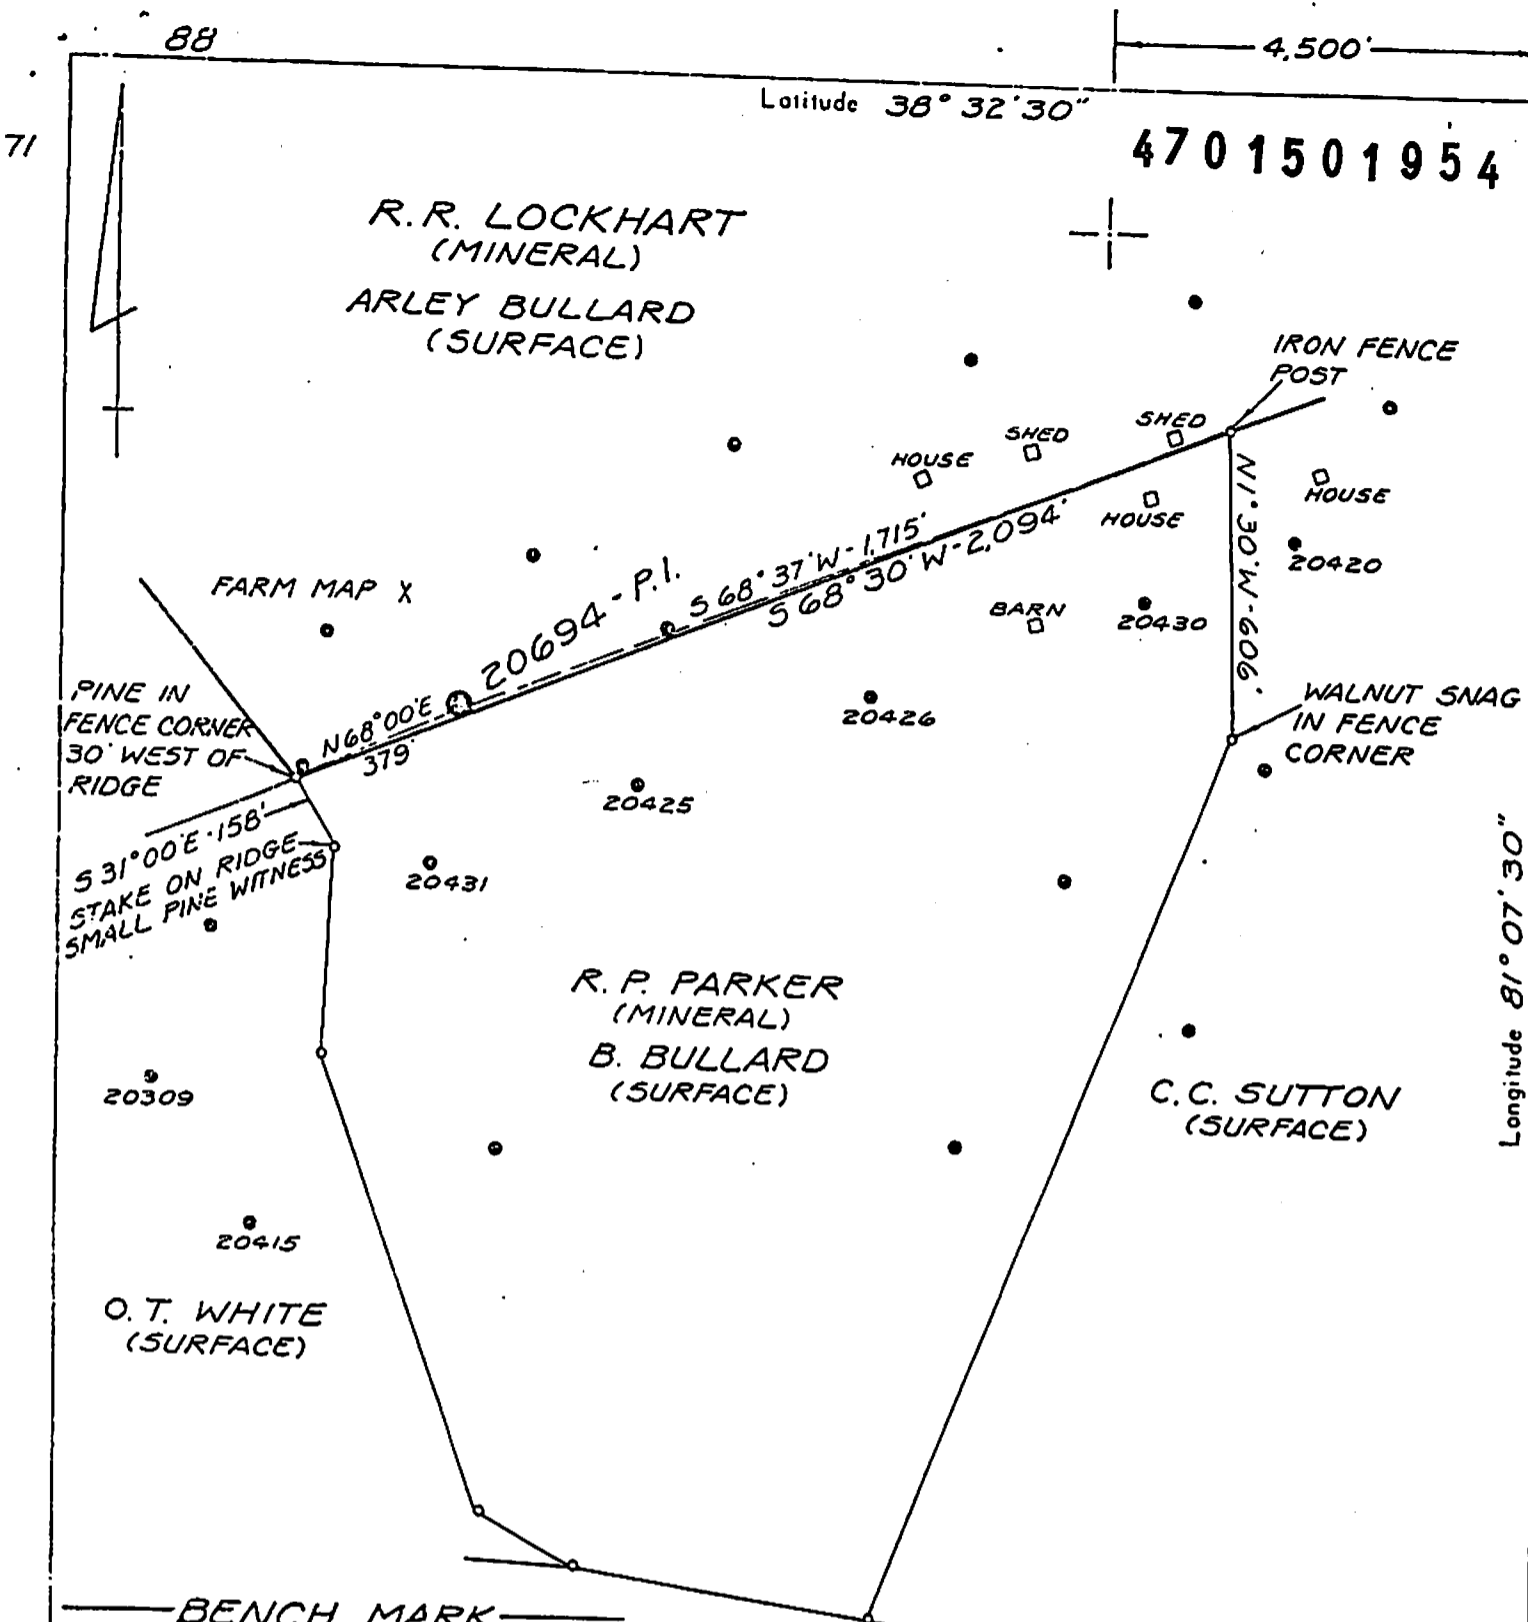 88
4,500'
Latitude 38° 32' 30"
71
4701501954
R.R. LOCKHART
(MINERAL)
ARLEY BULLARD
(SURFACE)
IRON FENCE
POST
SHED
SHED
HOUSE
HOUSE
HOUSE
N1°30'W-606'
20420
FARM MAP X
20694-P.I.
S 68°37'W-1,715'
S 68°30'W-2,094'
BARN
20430
PINE IN
FENCE CORNER
30' WEST OF
RIDGE
N68°00'E
379'
20426
WALNUT SNAG
IN FENCE
CORNER
20425
S 31°00'E-158'
STAKE ON RIDGE
SMALL PINE WITNESS
20431
Longitude 81° 07' 30"
R.P. PARKER
(MINERAL)
B. BULLARD
(SURFACE)
20309
C.C. SUTTON
(SURFACE)
20415
O.T. WHITE
(SURFACE)
BENCH MARK